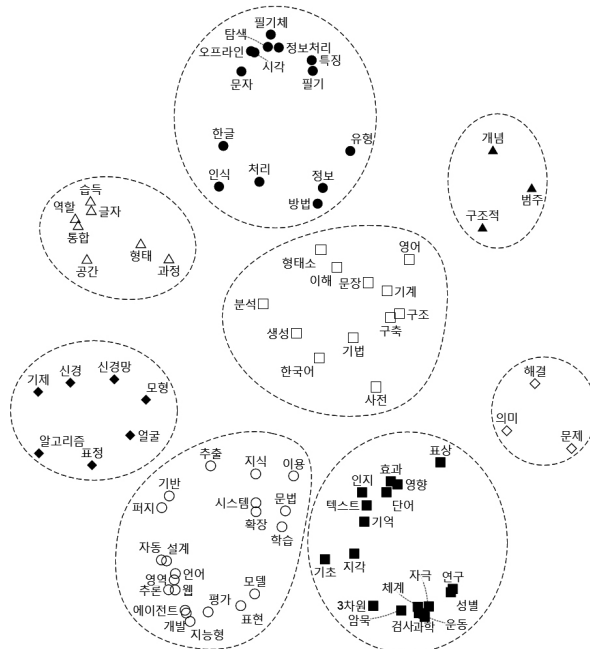 필기체
탐색
오프라인
정보처리
시각
특징
문자
필기
한글
유형
인식
처리
정보
방법
개념
범주
구조적
습득
역할
글자
통합
형태
공간
과정
형태소
영어
이해
문장
기계
분석
구조
구축
생성
기법
한국어
사전
기제
신경
신경망
모형
알고리즘
표정
얼굴
해결
의미
문제
추출
지식
이용
기반
퍼지
시스템
문법
확장
학습
자동
설계
언어
영역
추론
웹
모델
에이전트
평가
표현
개발
지능형
표상
효과
인지
영향
텍스트
단어
기억
기초
지각
자극
연구
체계
3차원
성별
암묵
검사
과학
운동